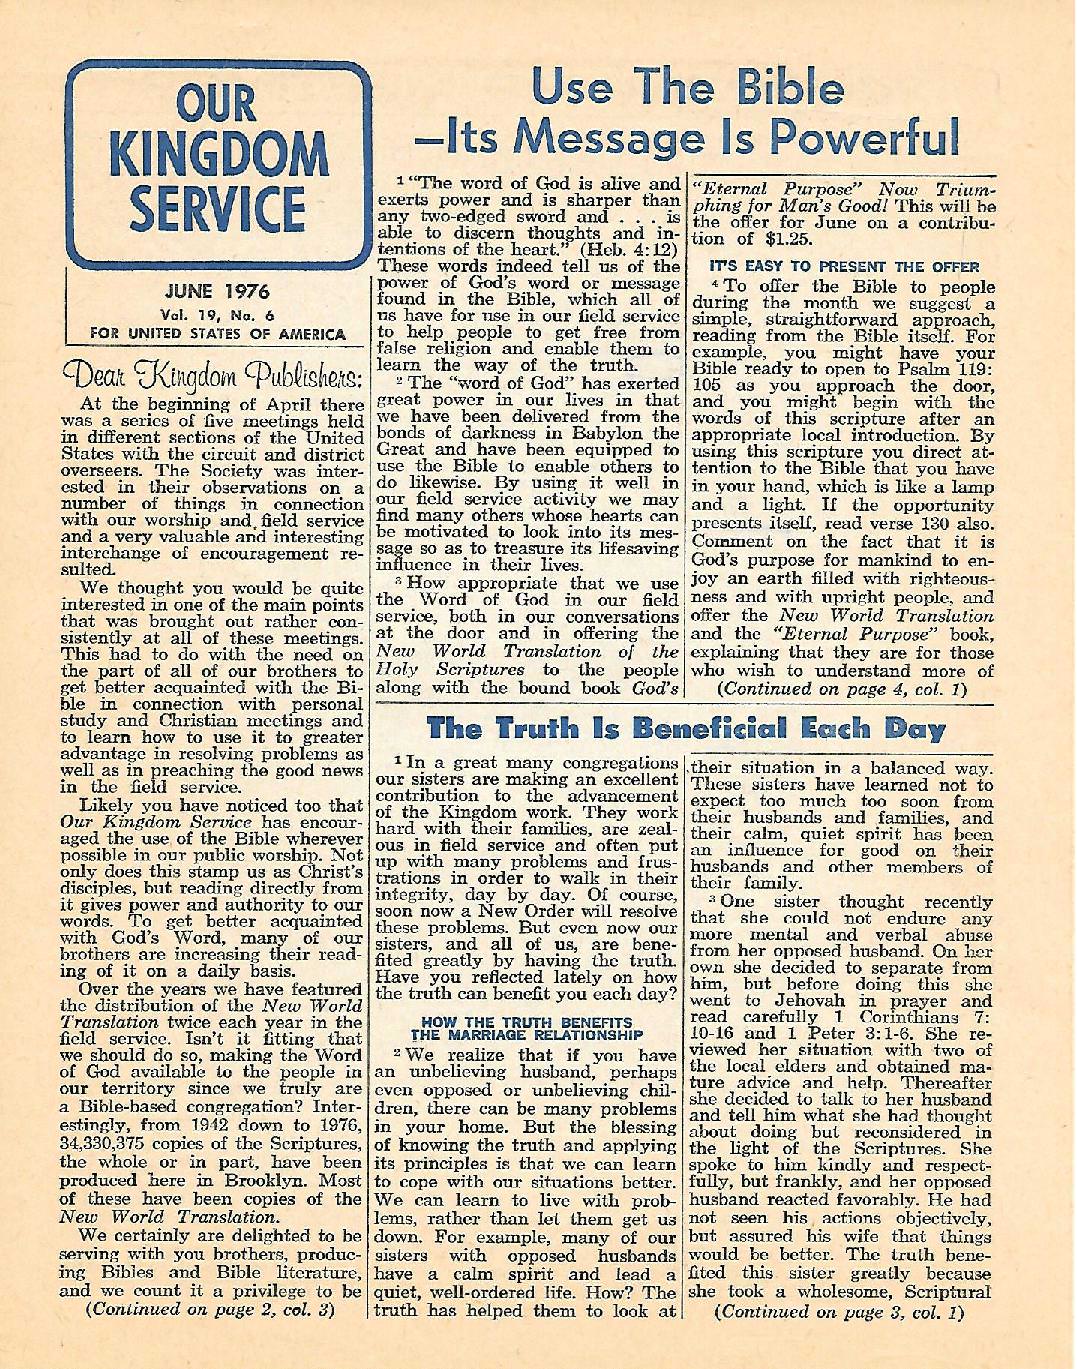 OUR
KINGDOM
SERVICE
JUNE 1976
Vol. 19, No. 6
FOR UNITED STATES OF AMERICA
Dear Kingdom Publishers:
At the beginning of April there
was a series of five meetings held
in different sections of the United
States with the circuit and district
overseers. The Society was inter-
ested in their observations on a
number of things in connection
with our worship and field service
and a very valuable and interesting
interchange of encouragement re-
sulted.
We thought you would be quite
interested in one of the main points
that was brought out rather con-
sistently at all of these meetings.
This had to do with the need on
the part of all of our brothers to
get better acquainted with the Bi-
ble in connection with personal
study and Christian meetings and
to learn how to use it to greater
advantage in resolving problems as
well as in preaching the good news
in the field service.
Likely you have noticed too that
Our Kingdom Service has encour-
aged the use of the Bible wherever
possible in our public worship. Not
only does this stamp us as Christ's
disciples, but reading directly from
it gives power and authority to our
words. To get better acquainted
with God's Word, many of our
brothers are increasing their read-
ing of it on a daily basis.
Over the years we have featured
the distribution of the New World
Translation twice each year in the
field service. Isn't it fitting that
we should do so, making the Word
of God available to the people in
our territory since we truly are
a Bible-based congregation? Inter-
estingly, from 1942 down to 1976,
34,330,375 copies of the Scriptures,
the whole or in part, have been
produced here in Brooklyn. Most
of these have been copies of the
New World Translation.
We certainly are delighted to be
serving with you brothers, produc-
ing Bibles and Bible literature,
and we count it a privilege to be
(Continued on page 2, col. 3)
Use The Bible
—Its Message Is Powerful
1 "The word of God is alive and
exerts power and is sharper than
any two-edged sword and . . . is
able to discern thoughts and in-
tentions of the heart." (Heb. 4:12)
These words indeed tell us of the
power of God's word or message
found in the Bible, which all of
us have for use in our field service
to help people to get free from
false religion and enable them to
learn the way of the truth.
2 The "word of God" has exerted
great power in our lives in that
we have been delivered from the
bonds of darkness in Babylon the
Great and have been equipped to
use the Bible to enable others to
do likewise. By using it well in
our field service activity we may
find many others whose hearts can
be motivated to look into its mes-
sage so as to treasure its lifesaving
influence in their lives.
3 How appropriate that we use
the Word of God in our field
service, both in our conversations
at the door and in offering the
New World Translation of the
Holy Scriptures to the people
along with the bound book God's
"Eternal Purpose" Now Trium-
phing for Man's Good! This will be
the offer for June on a contribu-
tion of $1.25.
IT'S EASY TO PRESENT THE OFFER
4 To offer the Bible to people
during the month we suggest a
simple, straightforward approach,
reading from the Bible itself. For
example, you might have your
Bible ready to open to Psalm 119:
105 as you approach the door,
and you might begin with the
words of this scripture after an
appropriate local introduction. By
using this scripture you direct at-
tention to the Bible that you have
in your hand, which is like a lamp
and a light. If the opportunity
presents itself, read verse 130 also.
Comment on the fact that it is
God's purpose for mankind to en-
joy an earth filled with righteous-
ness and with upright people, and
offer the New World Translation
and the "Eternal Purpose" book,
explaining that they are for those
who wish to understand more of
(Continued on page 4, col. 1)
The Truth Is Beneficial Each Day
1 In a great many congregations
our sisters are making an excellent
contribution to the advancement
of the Kingdom work. They work
hard with their families, are zeal-
ous in field service and often put
up with many problems and frus-
trations in order to walk in their
integrity, day by day. Of course,
soon now a New Order will resolve
these problems. But even now our
sisters, and all of us, are bene-
fited greatly by having the truth.
Have you reflected lately on how
the truth can benefit you each day?
HOW THE TRUTH BENEFITS
THE MARRIAGE RELATIONSHIP
2 We realize that if you have
an unbelieving husband, perhaps
even opposed or unbelieving chil-
dren, there can be many problems
in your home. But the blessing
of knowing the truth and applying
its principles is that we can learn
to cope with our situations better.
We can learn to live with prob-
lems, rather than let them get us
down. For example, many of our
sisters with opposed husbands
have a calm spirit and lead a
quiet, well-ordered life. How? The
truth has helped them to look at
their situation in a balanced way.
These sisters have learned not to
expect too much too soon from
their husbands and families, and
their calm, quiet spirit has been
an influence for good on their
husbands and other members of
their family.
3 One sister thought recently
that she could not endure any
more mental and verbal abuse
from her opposed husband. On her
own she decided to separate from
him, but before doing this she
went to Jehovah in prayer and
read carefully 1 Corinthians 7:
10-16 and 1 Peter 3:1-6. She re-
viewed her situation with two of
the local elders and obtained ma-
ture advice and help. Thereafter
she decided to talk to her husband
and tell him what she had thought
about doing but reconsidered in
the light of the Scriptures. She
spoke to him kindly and respect-
fully, but frankly, and her opposed
husband reacted favorably. He had
not seen his actions objectively,
but assured his wife that things
would be better. The truth bene-
fited this sister greatly because
she took a wholesome, Scriptural
(Continued on page 3, col. 1)